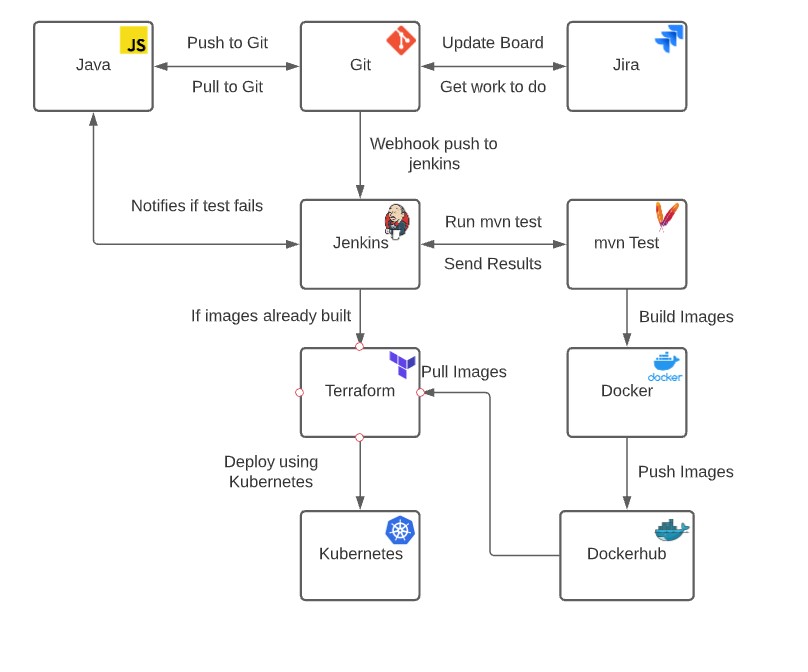 JS
Java
Push to Git
Pull to Git
Git
Update Board
Get work to do
Jira
Webhook push to
jenkins
Notifies if test fails
Jenkins
Run mvn test
Send Results
mvn Test
If images already built
Build Images
Terraform
Pull Images
docker
Docker
Deploy using
Kubernetes
Push Images
Kubernetes
Dockerhub